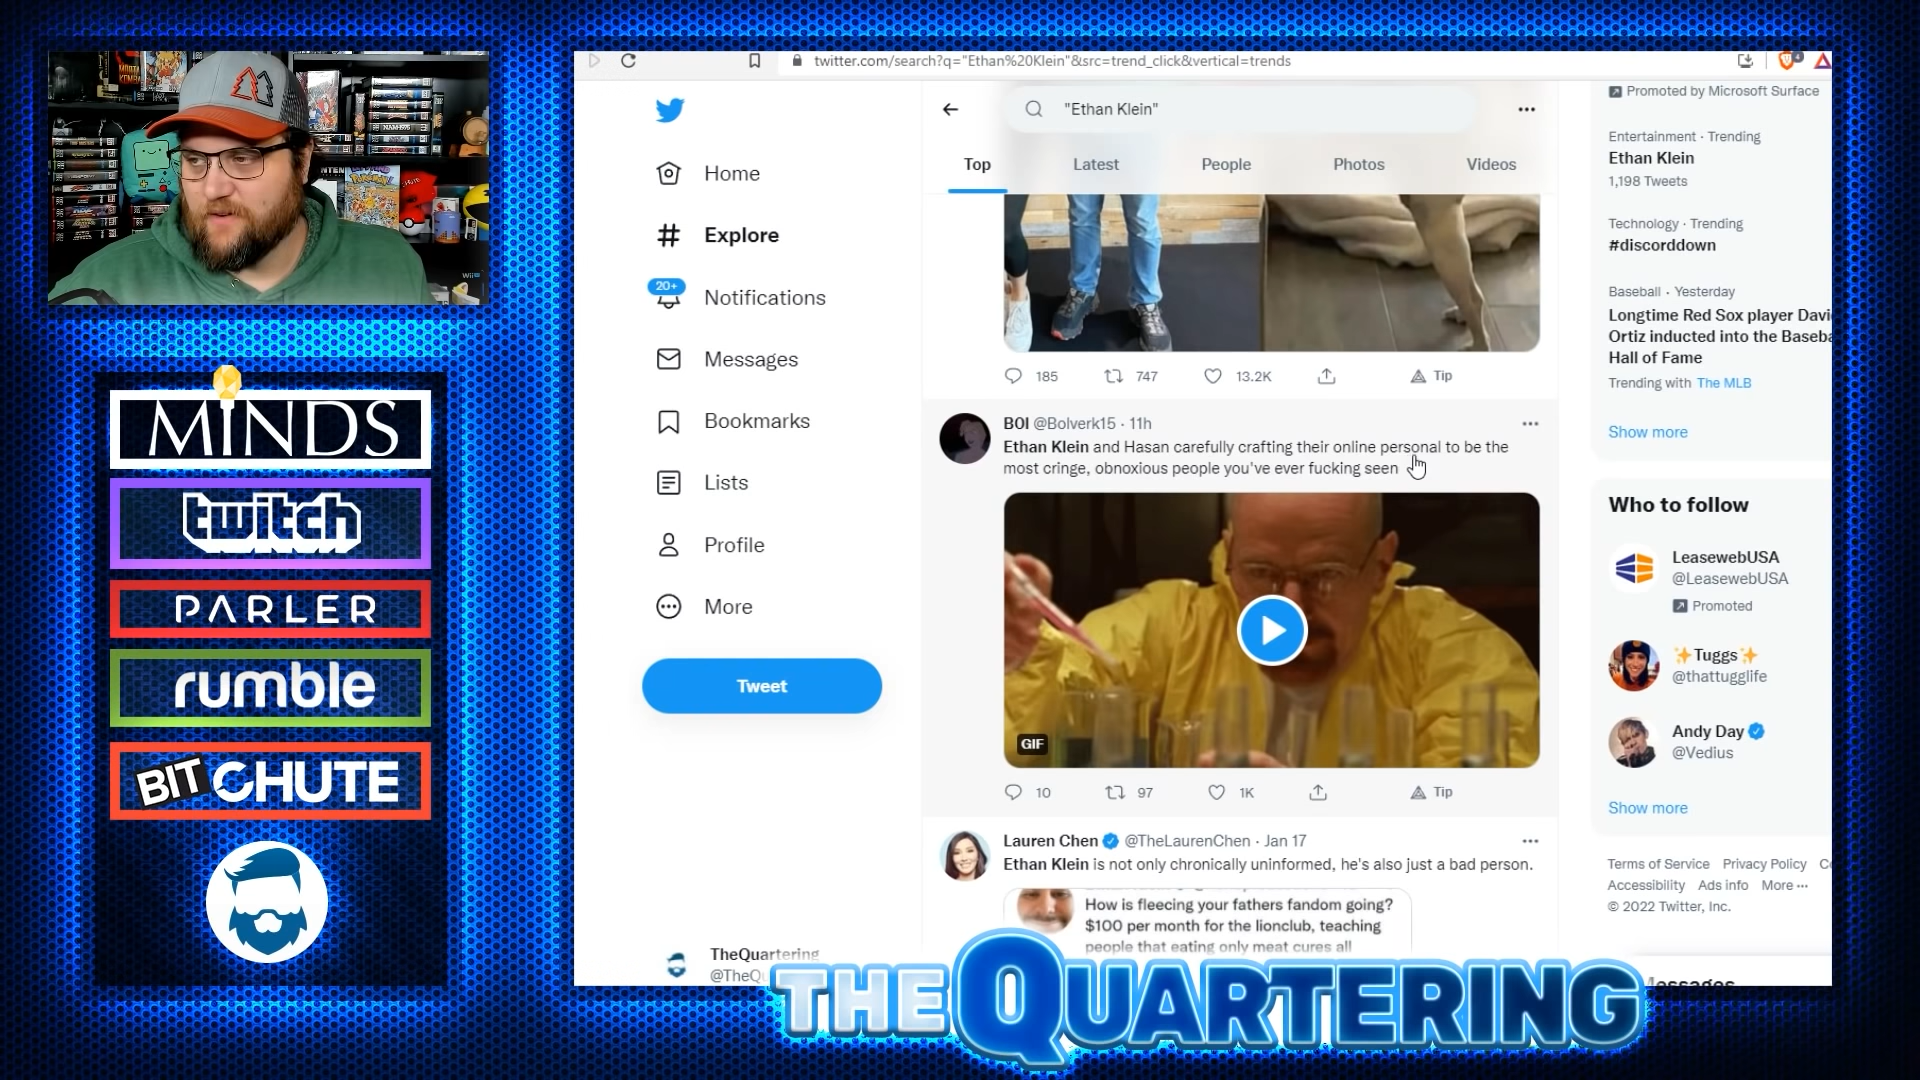 twitter.com/search?q="Ethan%20Klein"&src=trend_click&vertical=trends
"Ethan Klein"
Top
Latest
People
Photos
Videos
Home
Explore
20+
Notifications
Messages
Bookmarks
Lists
Profile
More
Tweet
TheQuartering
185
747
13.2K
Tip
BOI @Bolverk15 · 11h
Ethan Klein and Hasan carefully crafting their online personal to be the
most cringe, obnoxious people you've ever fucking seen
GIF
10
97
1K
Tip
Lauren Chen @TheLaurenChen · Jan 17
Ethan Klein is not only chronically uninformed, he's also just a bad person.
How is fleecing your fathers fandom going?
$100 per month for the lionclub, teaching
people that eating only meat cures all
Promoted by Microsoft Surface
Entertainment · Trending
Ethan Klein
1,198 Tweets
Technology · Trending
#discorddown
Baseball · Yesterday
Longtime Red Sox player Davi
Ortiz inducted into the Baseba
Hall of Fame
Trending with The MLB
Show more
Who to follow
LeasewebUSA
@LeasewebUSA
Promoted
✨Tuggs✨
@thattugglife
Andy Day
@Vedius
Show more
Terms of Service Privacy Policy
Accessibility Ads info More ···
© 2022 Twitter, Inc.
Messages
MINDS
twitch
PARLER
rumble
BITCHUTE
THE QUARTERING